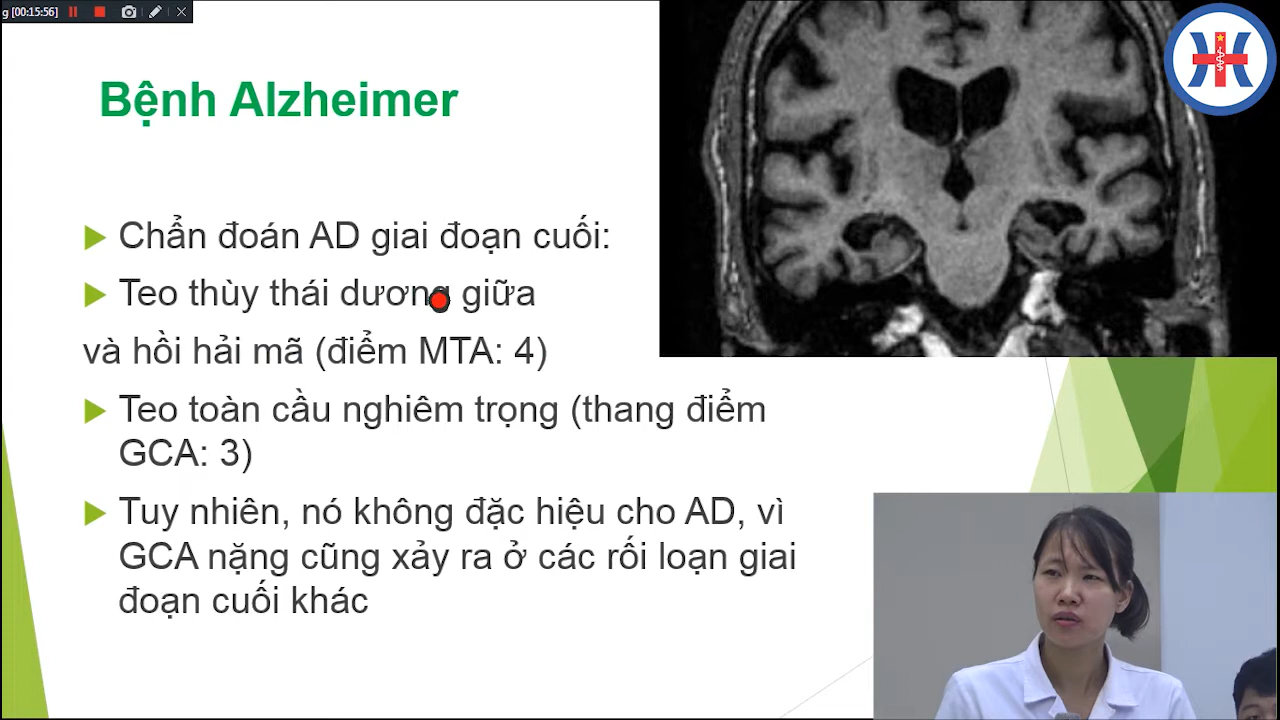 g [00:15:56]
Bệnh Alzheimer
Chẩn đoán AD giai đoạn cuối:
Teo thùy thái dương giữa
và hồi hải mã (điểm MTA: 4)
Teo toàn cầu nghiêm trọng (thang điểm
GCA: 3)
Tuy nhiên, nó không đặc hiệu cho AD, vì
GCA nặng cũng xảy ra ở các rối loạn giai
đoạn cuối khác